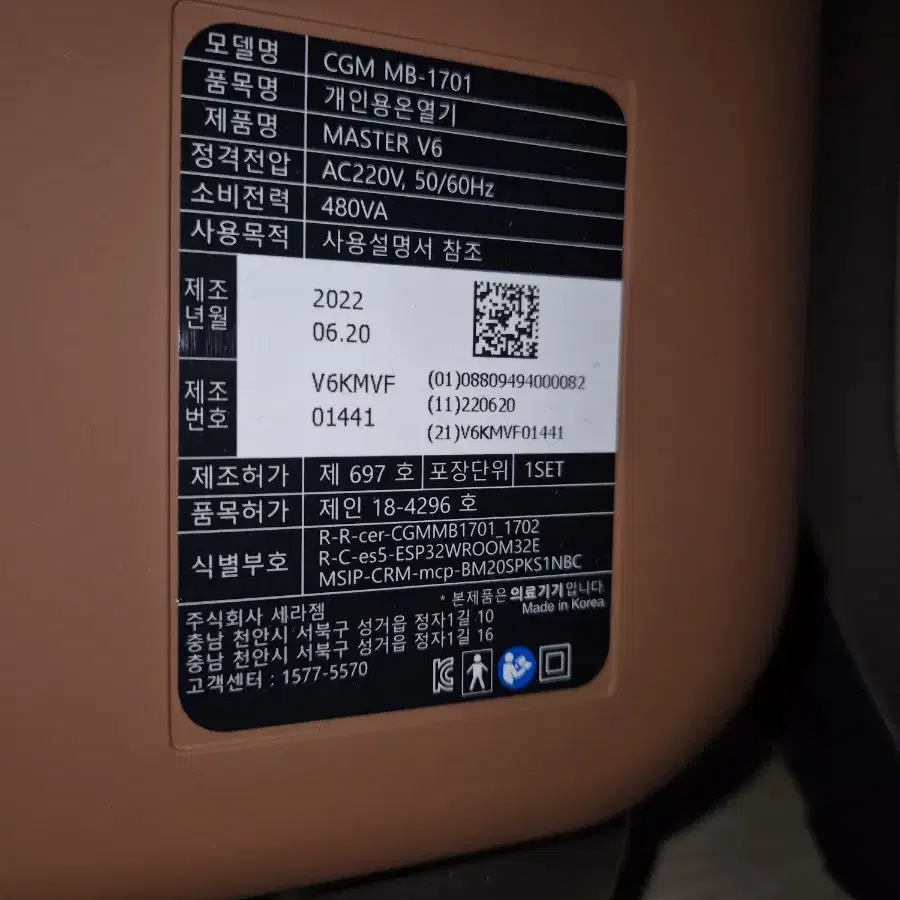 모델명 CGM MB-1701
품목명 개인용온열기
제품명 MASTER V6
정격전압 AC220V, 50/60Hz
소비전력 480VA
사용목적 사용설명서 참조
제조
년월
2022
06.20
제조
번호
V6KMVF
01441
(01)08809494000082
(11)220620
(21)V6KMVF01441
제조허가 제 697 호 포장단위 1SET
품목허가 제인 18-4296 호
식별부호
R-R-cer-CGMMB1701_1702
R-C-es5-ESP32WROOM32E
MSIP-CRM-mcp-BM20SPKS1NBC
* 본제품은 의료기기입니다.
Made in Korea
주식회사 세라젬
충남 천안시 서북구 성거읍 정자1길 10
충남 천안시 서북구 성거읍 정자1길 16
고객센터 : 1577-5570